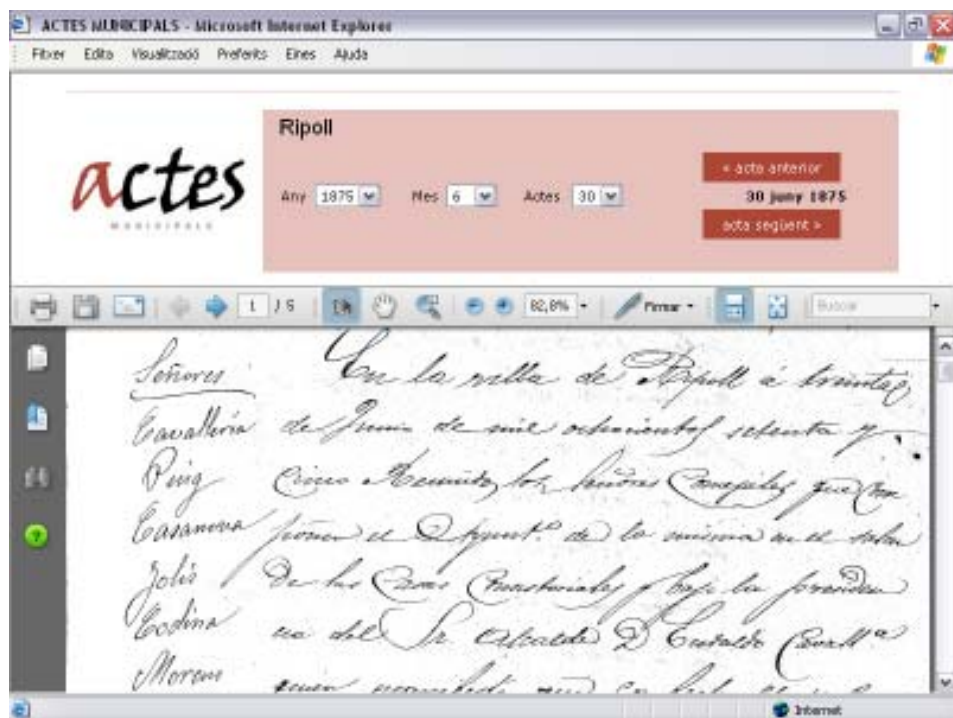 ACTES MUNICIPALS - Microsoft Internet Explorer
Fitxer Edita Visualització Preferits Eines Ajuda
Ripoll
actes
MUNICIPALS
Any 1875 Mes 6 Actes 30
« acta anterior
30 juny 1875
acta següent »
1 / 5 82,8% Firmar Buscar
Señores
Cavalleria
Puig
Casanova
Jolis
Codina
Moreno
En la villa de Ripoll á treinta
de Junio de mil ochocientos setenta y
cinco Reunidos los Señores Concejales que com
ponen el Ayunt.º de la misma en el salon
de las Casas Consistoriales y bajo la presiden
cia del Sr. Alcalde D Eudaldo Cavall.ª
Internet